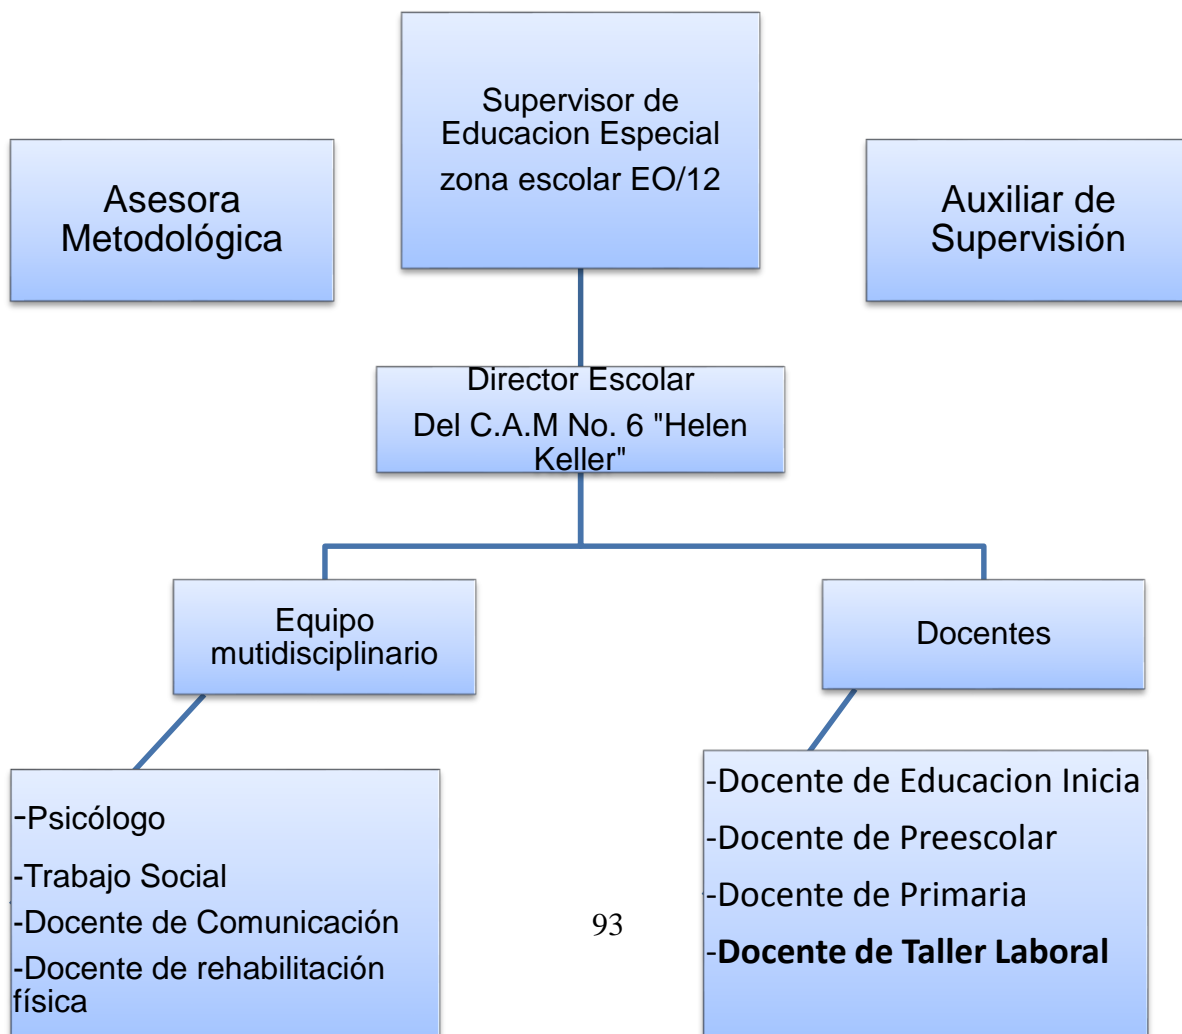 Supervisor de
Educacion Especial
zona escolar EO/12
Asesora
Metodológica
Auxiliar de
Supervisión
Director Escolar
Del C.A.M No. 6 "Helen
Keller"
Equipo
mutidisciplinario
Docentes
-Psicólogo
-Trabajo Social
-Docente de Comunicación
-Docente de rehabilitación
física
-Docente de Educacion Inicia
-Docente de Preescolar
-Docente de Primaria
-Docente de Taller Laboral
93